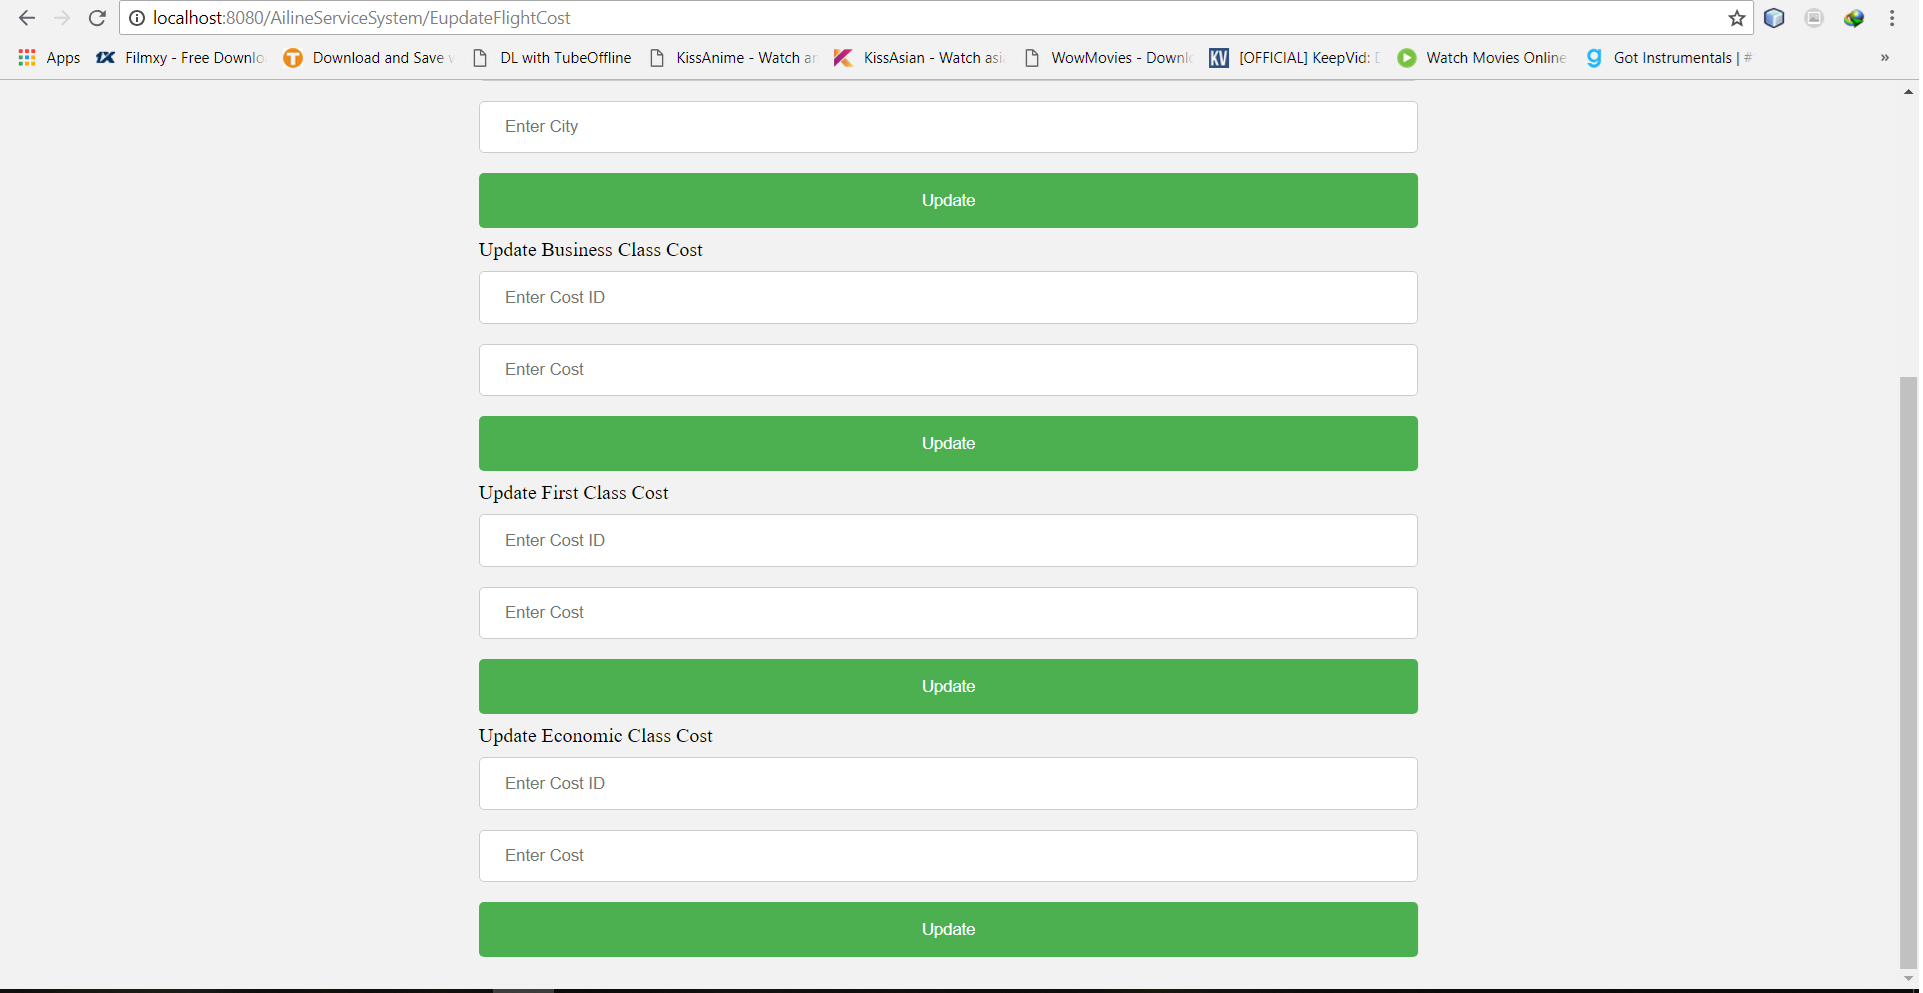 localhost:8080/AilineServiceSystem/EupdateFlightCost
Apps Filmxy - Free Downlo Download and Save DL with TubeOffline KissAnime - Watch an KissAsian - Watch asi WowMovies - Downl [OFFICIAL] KeepVid: Watch Movies Online Got Instrumentals | # »
Enter City
Update
Update Business Class Cost
Enter Cost ID
Enter Cost
Update
Update First Class Cost
Enter Cost ID
Enter Cost
Update
Update Economic Class Cost
Enter Cost ID
Enter Cost
Update